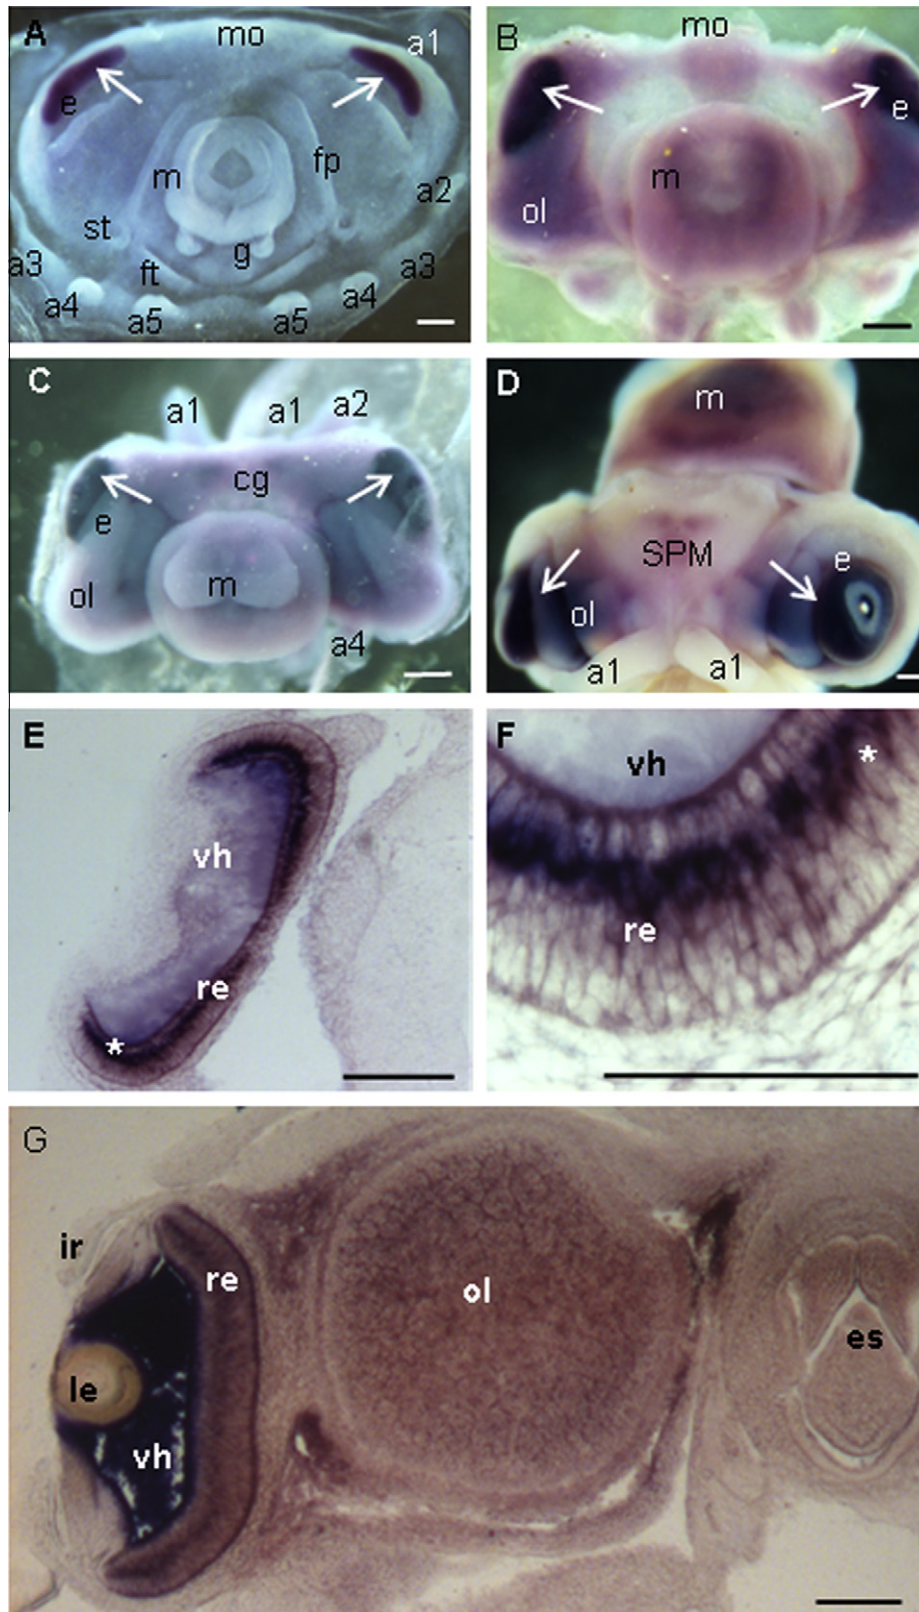 A mo a1
e
m fp
a2
st
g
a3 ft a3
a4 a4
a5 a5
B mo
e
m
ol
C
a1 a1 a2
cg
e
m
ol
a4
D
m
SPM e
ol
a1 a1
E
vh
re
*
F
vh *
re
G
ir
re
ol
es
le
vh